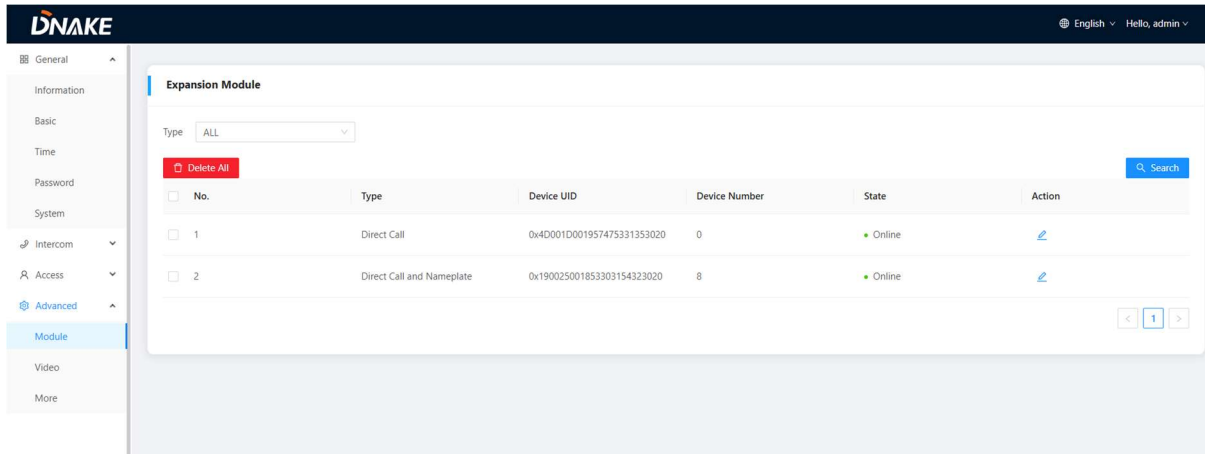 DNAKE
English Hello, admin
General
Information
Basic
Time
Password
System
Intercom
Access
Advanced
Module
Video
More
Expansion Module
Type ALL
Delete All
Search
No. Type Device UID Device Number State Action
1 Direct Call 0x4D001D001957475331353020 0 Online
2 Direct Call and Nameplate 0x190025001853303154323020 8 Online
< 1 >